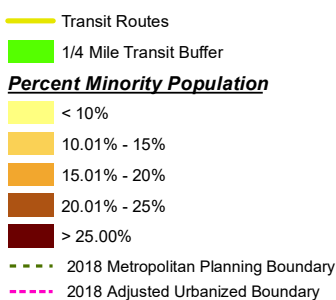 Transit Routes
1/4 Mile Transit Buffer
Percent Minority Population
< 10%
10.01% - 15%
15.01% - 20%
20.01% - 25%
> 25.00%
2018 Metropolitan Planning Boundary
2018 Adjusted Urbanized Boundary